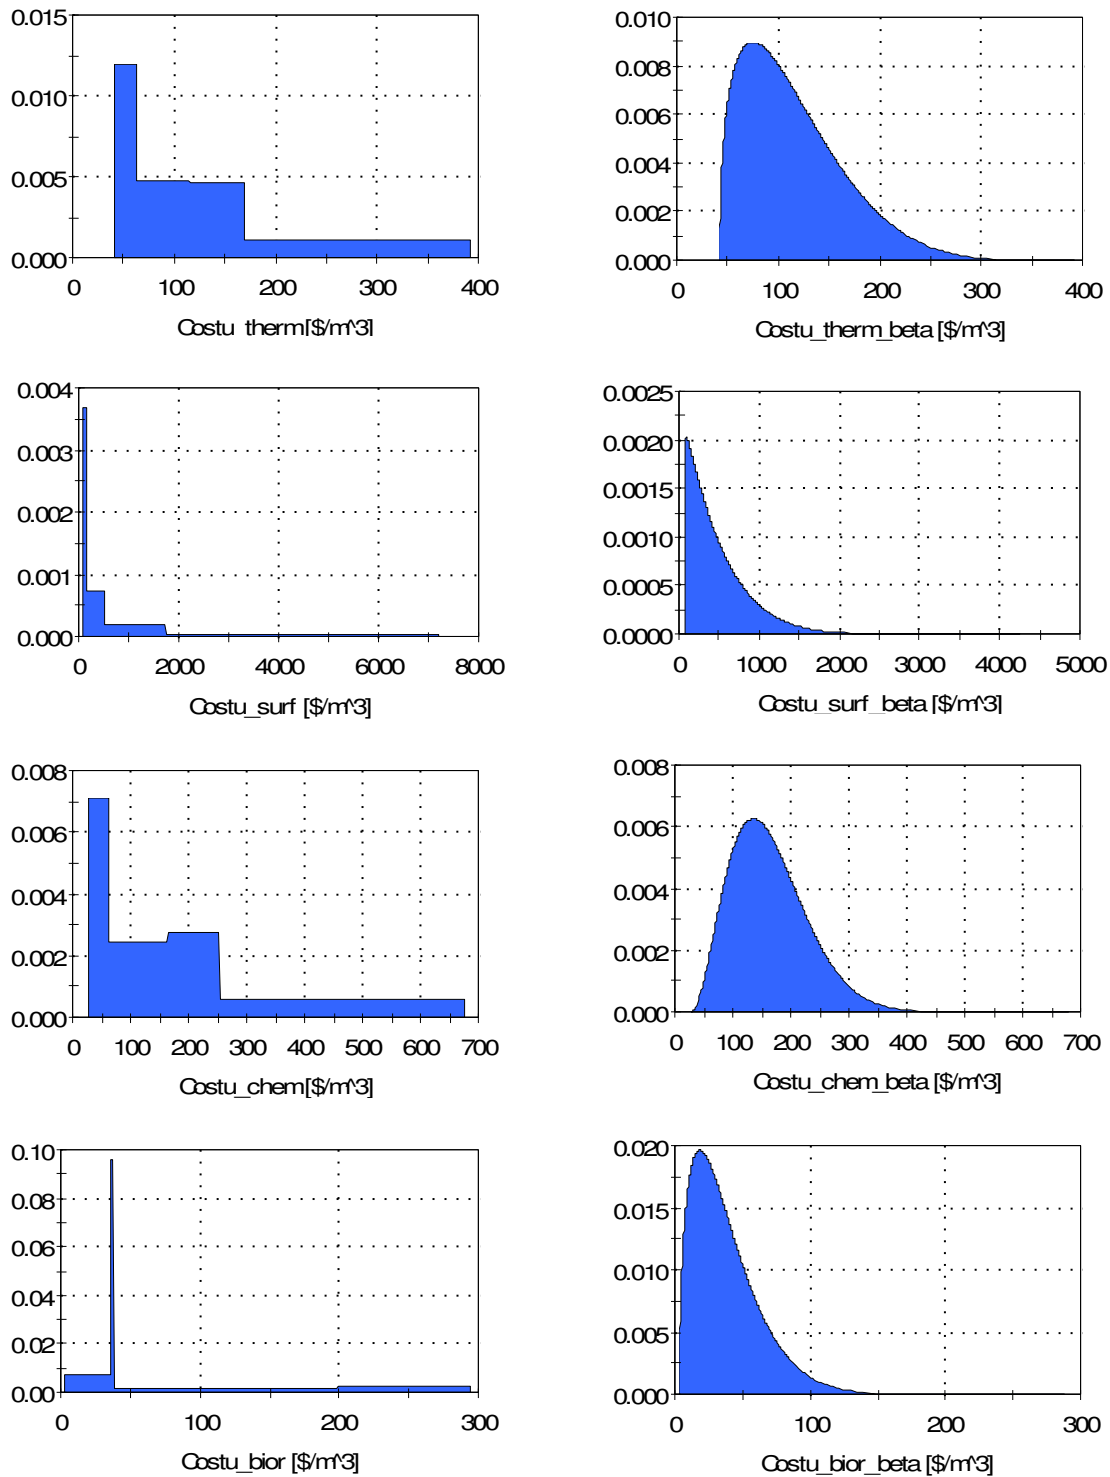 0.015
0.010
0.005
0.000
0 100 200 300 400
Costu_therm[$/m^3]
0.010
0.008
0.006
0.004
0.002
0.000
0 100 200 300 400
Costu_therm_beta [$/m^3]
0.004
0.003
0.002
0.001
0.000
0 2000 4000 6000 8000
Costu_surf [$/m^3]
0.0025
0.0020
0.0015
0.0010
0.0005
0.0000
0 1000 2000 3000 4000 5000
Costu_surf_beta [$/m^3]
0.008
0.006
0.004
0.002
0.000
0 100 200 300 400 500 600 700
Costu_chem[$/m^3]
0.008
0.006
0.004
0.002
0.000
0 100 200 300 400 500 600 700
Costu_chem_beta [$/m^3]
0.10
0.08
0.06
0.04
0.02
0.00
0 100 200 300
Costu_bior [$/m^3]
0.020
0.015
0.010
0.005
0.000
0 100 200 300
Costu_bior_beta [$/m^3]